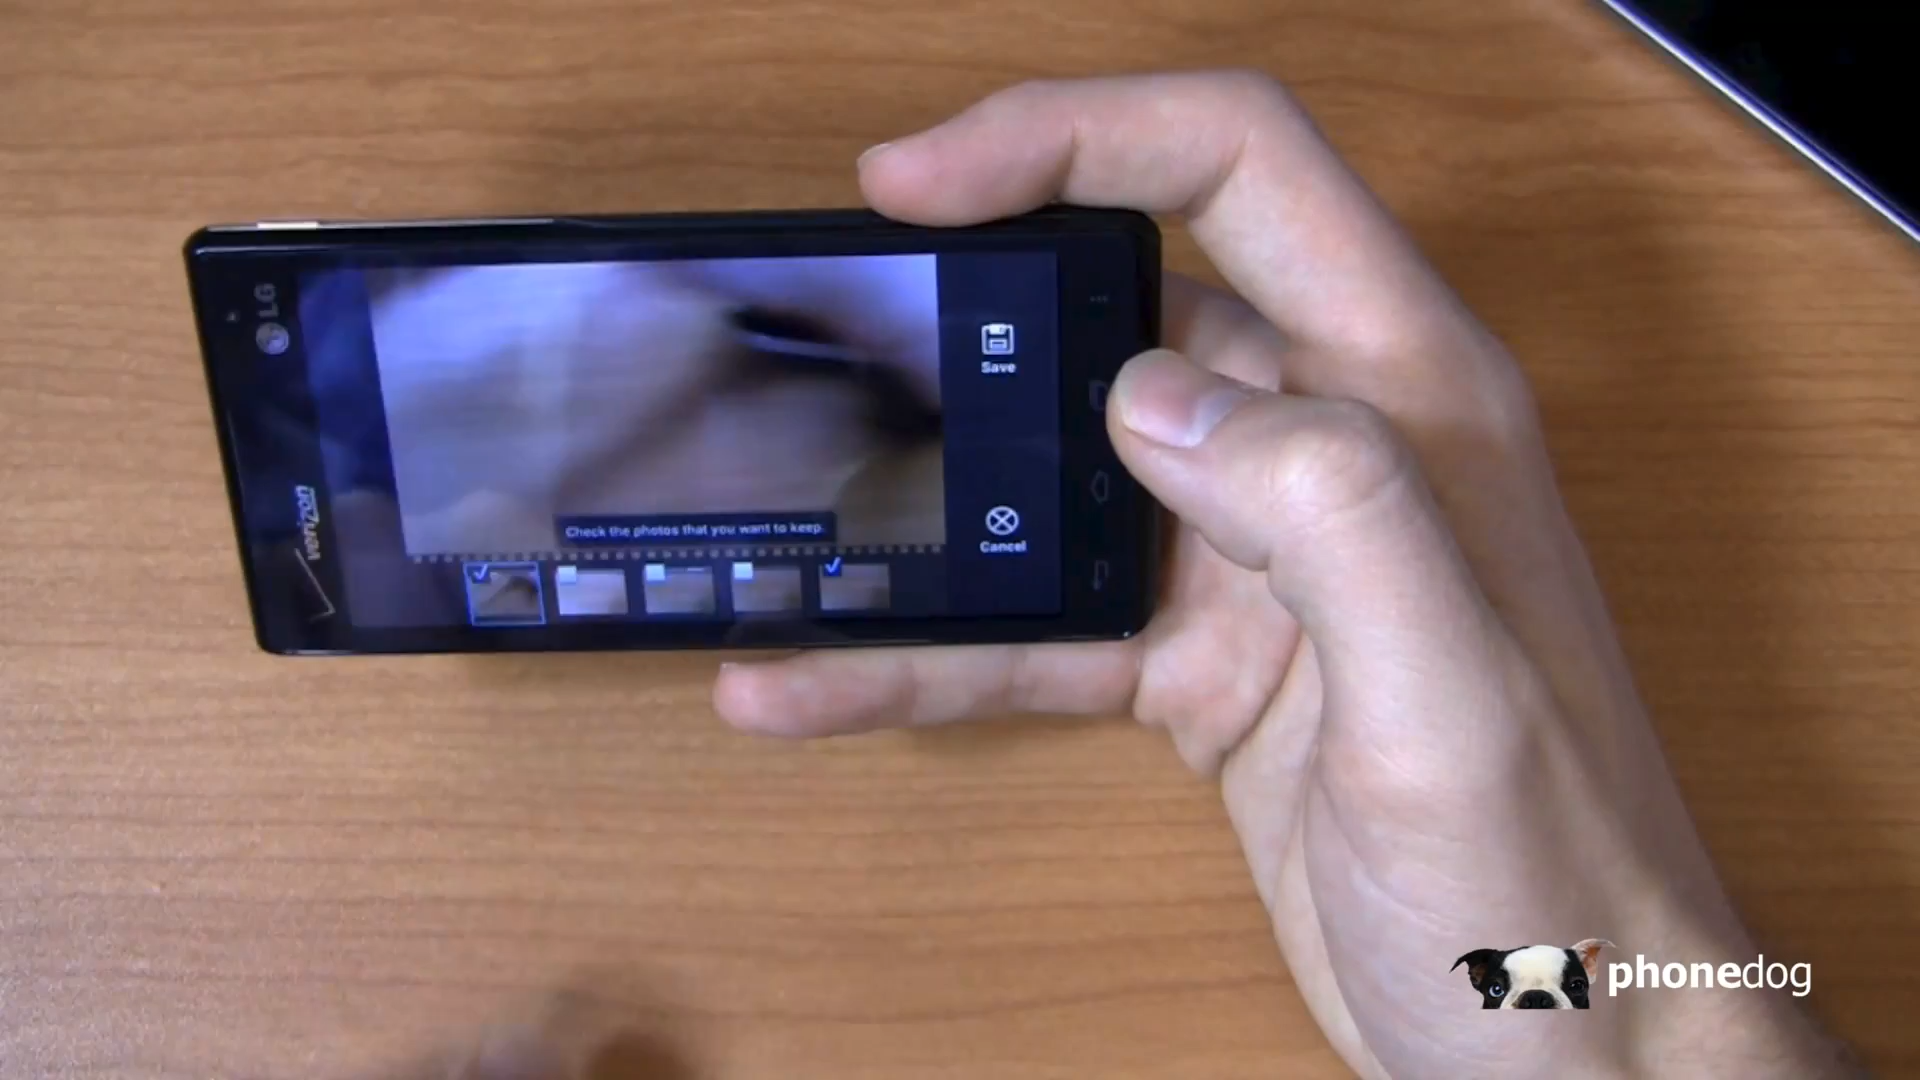 LG
verizon
Save
Check the photos that you want to keep.
Cancel
phonedog